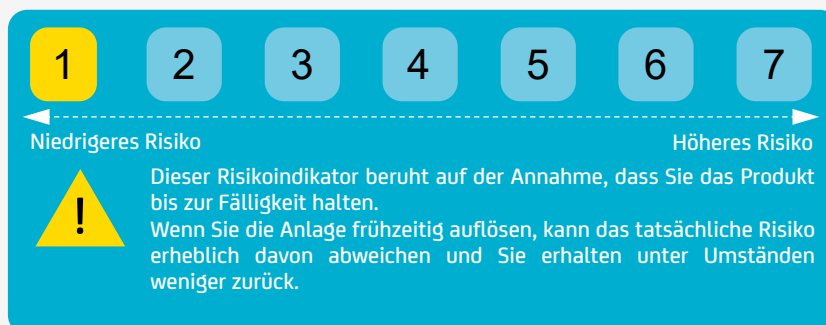 1 2 3 4 5 6 7
Niedrigeres Risiko Höheres Risiko
!
Dieser Risikoindikator beruht auf der Annahme, dass Sie das Produkt
bis zur Fälligkeit halten.
Wenn Sie die Anlage frühzeitig auflösen, kann das tatsächliche Risiko
erheblich davon abweichen und Sie erhalten unter Umständen
weniger zurück.